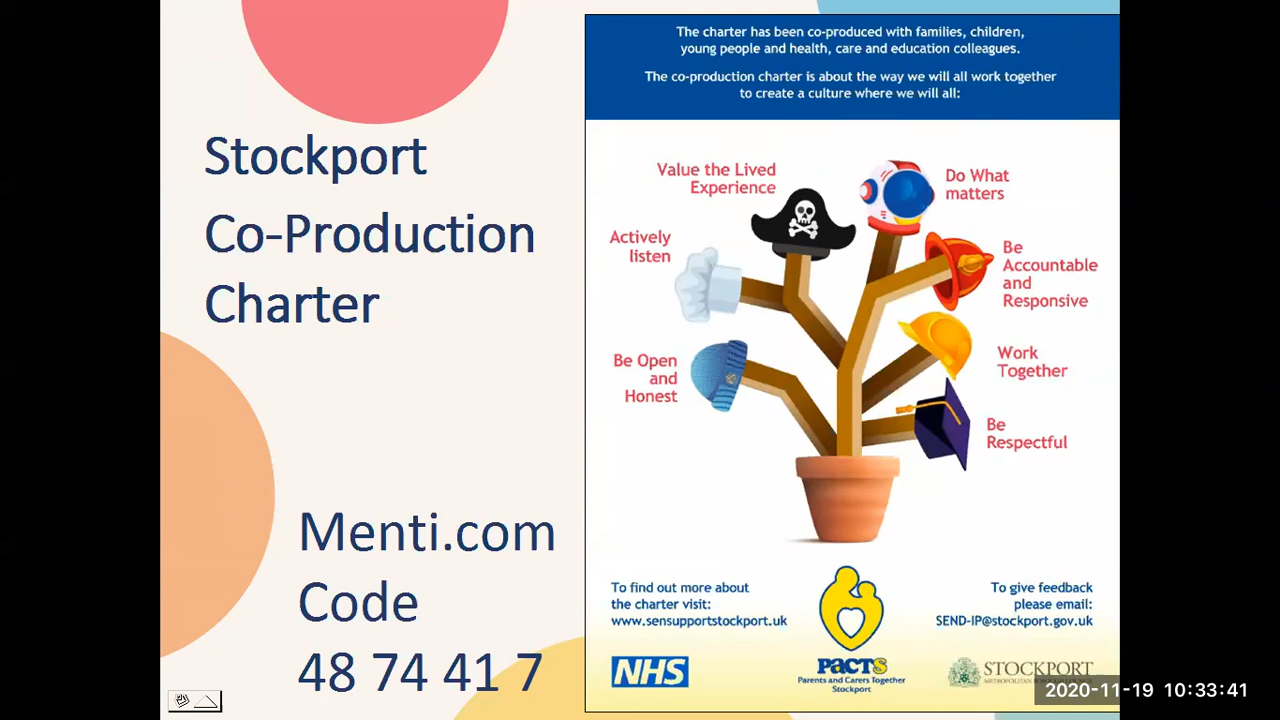 Stockport
Co-Production
Charter
Menti.com
Code
48 74 41 7
The charter has been co-produced with families, children,
young people and health, care and education colleagues.
The co-production charter is about the way we will all work together
to create a culture where we will all:
Value the Lived
Experience
Do What
matters
Actively
listen
Be
Accountable
and
Responsive
Be Open
and
Honest
Work
Together
Be
Respectful
To find out more about
the charter visit:
www.sensupportstockport.uk
To give feedback
please email:
SEND-IP@stockport.gov.uk
NHS
PACTS
Parents and Carers Together
Stockport
STOCKPORT
METROPOLITAN BOROUGH COUNCIL
2020-11-19 10:33:41